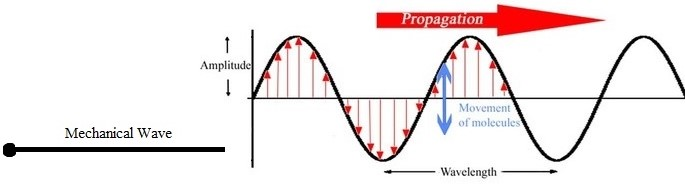 Propagation
Amplitude
Movement
of molecules
Mechanical Wave
Wavelength